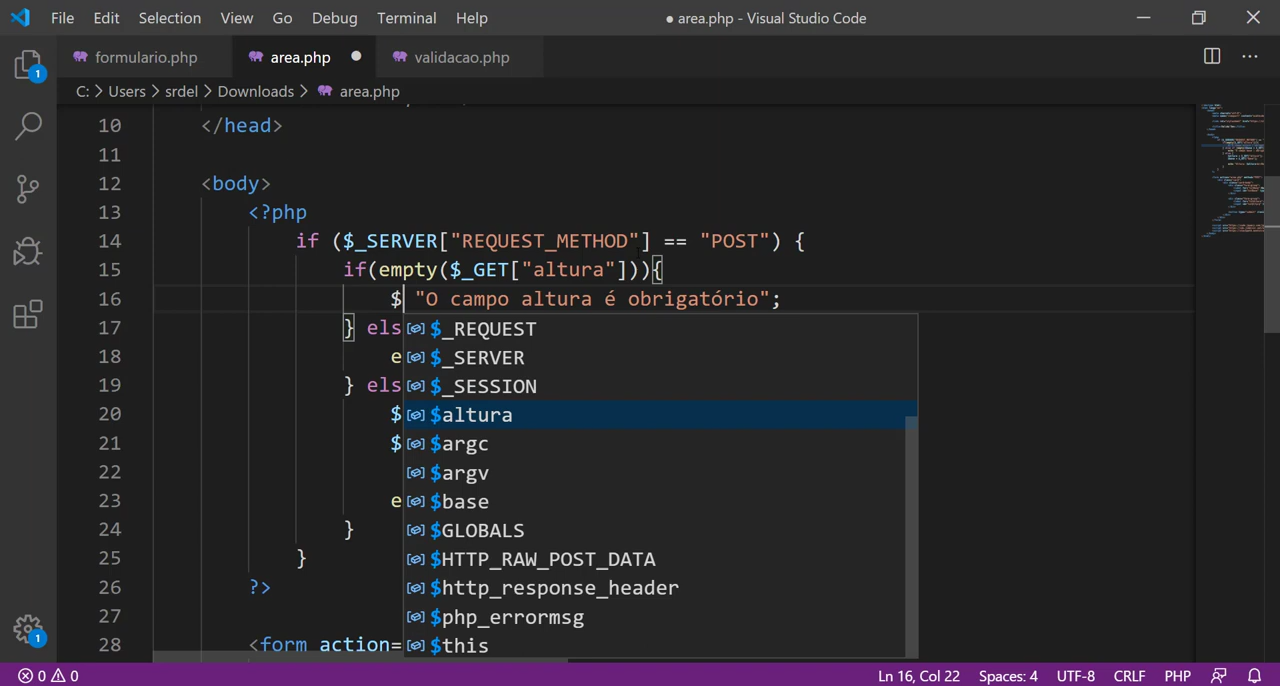 File Edit Selection View Go Debug Terminal Help
● area.php - Visual Studio Code
formulario.php area.php validacao.php
C: > Users > srdel > Downloads > area.php
10 </head>
11
12 <body>
13 <?php
14 if ($_SERVER["REQUEST_METHOD"] == "POST") {
15 if(empty($_GET["altura"])){
16 $ "O campo altura é obrigatório";
17 } els
18 e
19 } els
20 $
21 $
22
23 e
24 }
25 }
26 ?>
27
28 <form action=
$_REQUEST
$_SERVER
$_SESSION
$altura
$argc
$argv
$base
$GLOBALS
$HTTP_RAW_POST_DATA
$http_response_header
$php_errormsg
$this
1
1
0 0 Ln 16, Col 22 Spaces: 4 UTF-8 CRLF PHP